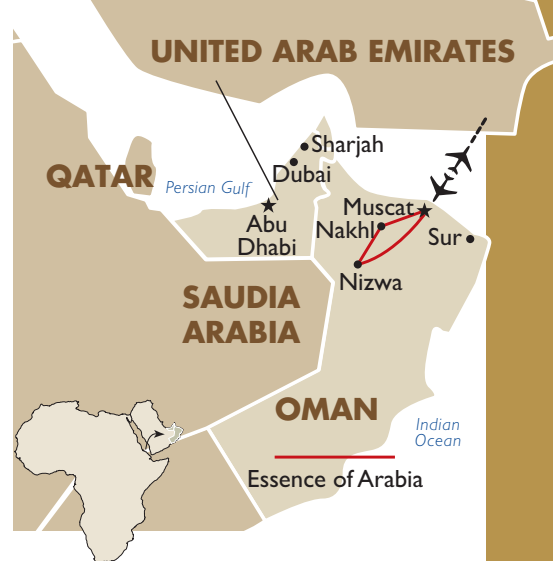 UNITED ARAB EMIRATES
Sharjah
Dubai
QATAR
Persian Gulf
Abu
Dhabi
Muscat
Nakhl
Sur
Nizwa
SAUDIA
ARABIA
OMAN
Indian
Ocean
Essence of Arabia